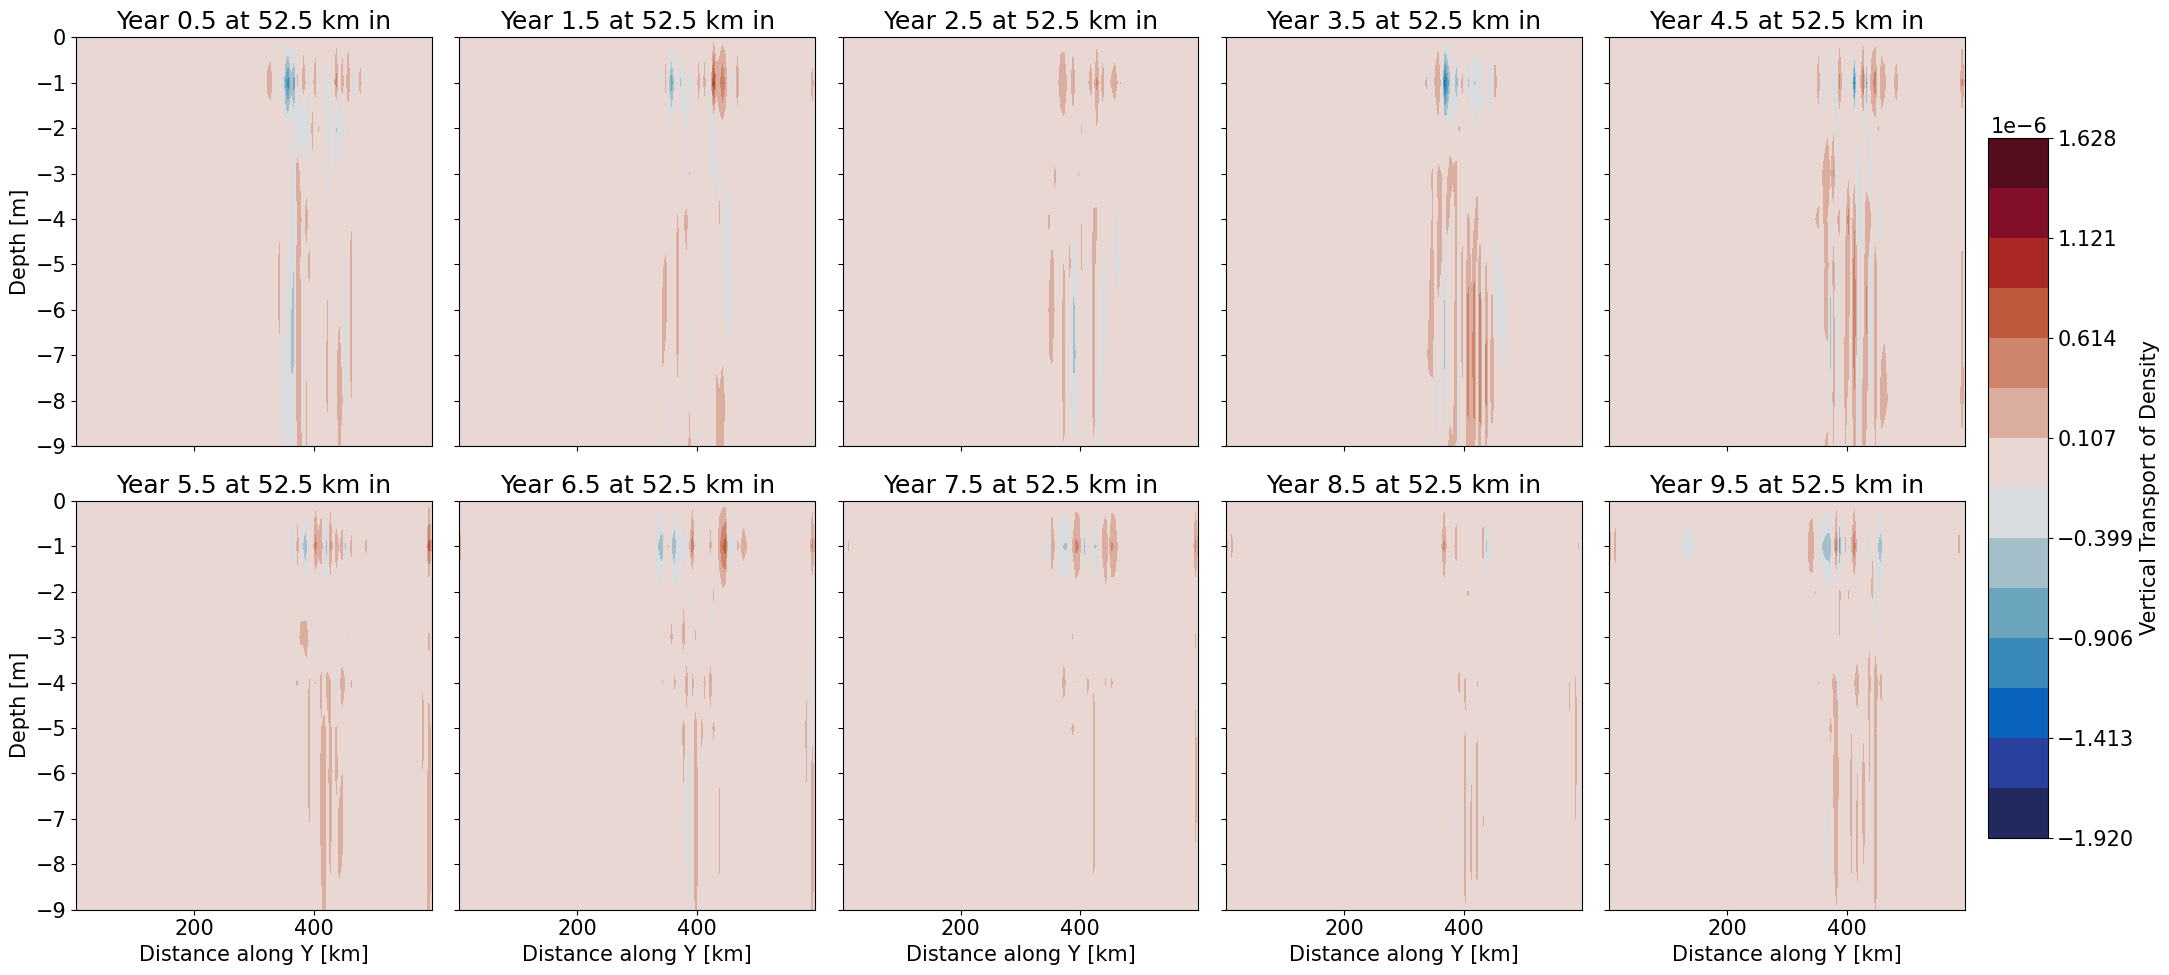 Year 0.5 at 52.5 km in
Year 1.5 at 52.5 km in
Year 2.5 at 52.5 km in
Year 3.5 at 52.5 km in
Year 4.5 at 52.5 km in
0
−1
−2
−3
−4
−5
−6
−7
−8
−9
Depth [m]
Year 5.5 at 52.5 km in
Year 6.5 at 52.5 km in
Year 7.5 at 52.5 km in
Year 8.5 at 52.5 km in
Year 9.5 at 52.5 km in
0
−1
−2
−3
−4
−5
−6
−7
−8
−9
Depth [m]
200 400
200 400
200 400
200 400
200 400
Distance along Y [km]
Distance along Y [km]
Distance along Y [km]
Distance along Y [km]
Distance along Y [km]
1e−6
1.628
1.121
0.614
0.107
−0.399
−0.906
−1.413
−1.920
Vertical Transport of Density